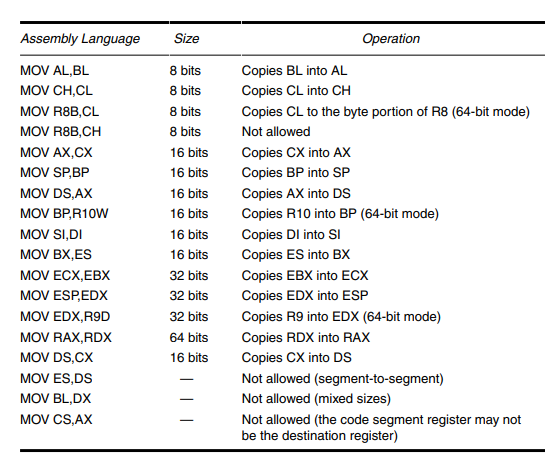 Assembly Language Size Operation
MOV AL,BL 8 bits Copies BL into AL
MOV CH,CL 8 bits Copies CL into CH
MOV R8B,CL 8 bits Copies CL to the byte portion of R8 (64-bit mode)
MOV R8B,CH 8 bits Not allowed
MOV AX,CX 16 bits Copies CX into AX
MOV SP,BP 16 bits Copies BP into SP
MOV DS,AX 16 bits Copies AX into DS
MOV BP,R10W 16 bits Copies R10 into BP (64-bit mode)
MOV SI,DI 16 bits Copies DI into SI
MOV BX,ES 16 bits Copies ES into BX
MOV ECX,EBX 32 bits Copies EBX into ECX
MOV ESP,EDX 32 bits Copies EDX into ESP
MOV EDX,R9D 32 bits Copies R9 into EDX (64-bit mode)
MOV RAX,RDX 64 bits Copies RDX into RAX
MOV DS,CX 16 bits Copies CX into DS
MOV ES,DS — Not allowed (segment-to-segment)
MOV BL,DX — Not allowed (mixed sizes)
MOV CS,AX — Not allowed (the code segment register may not
be the destination register)